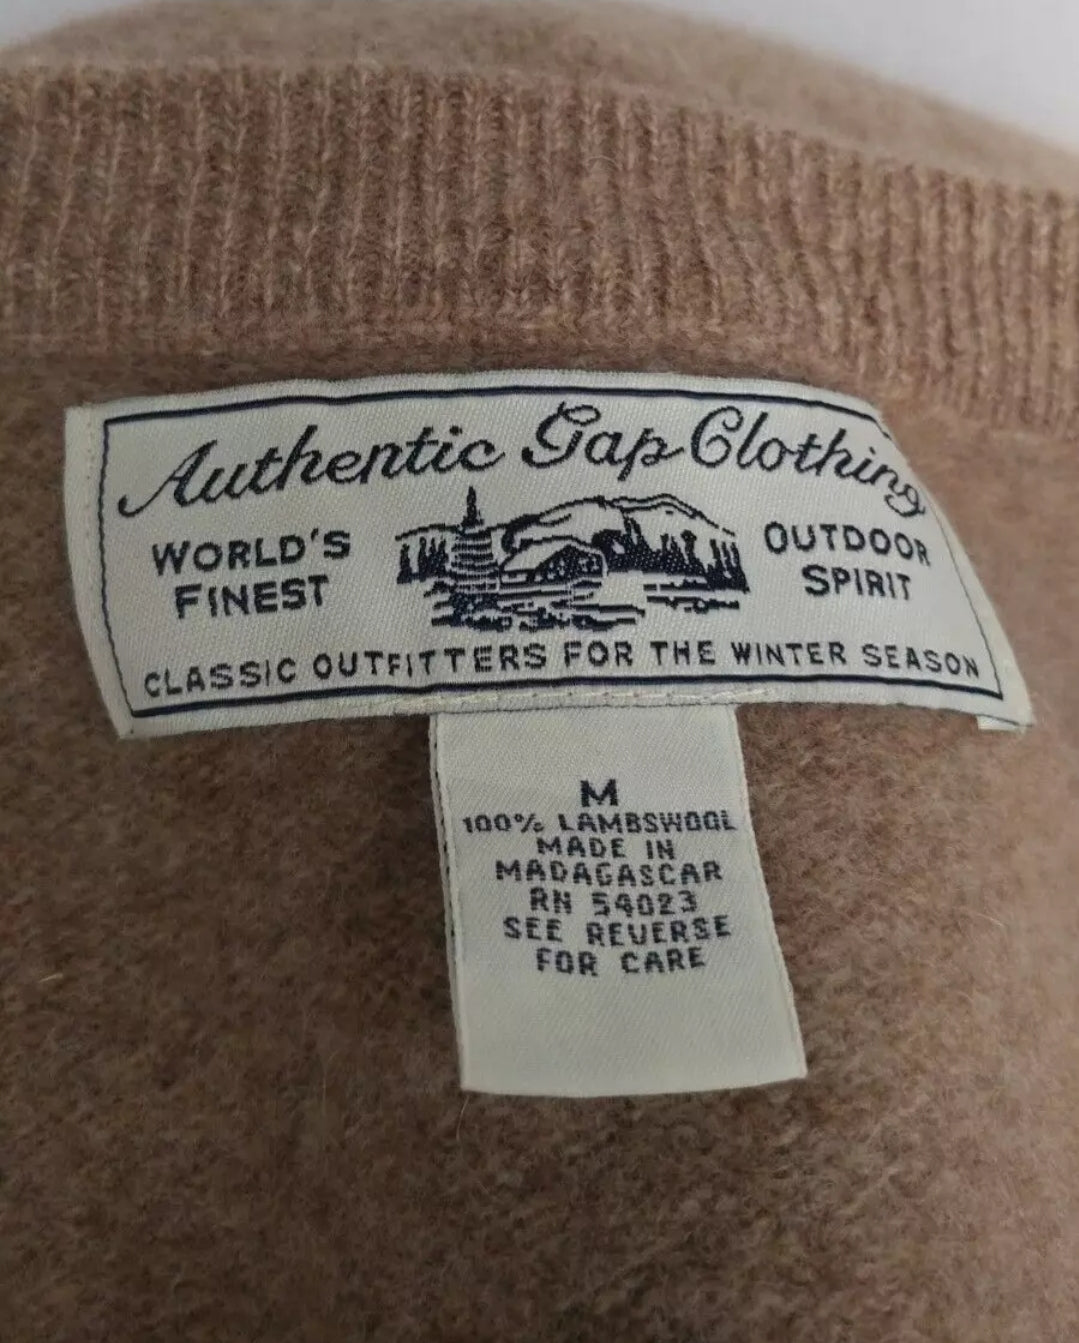 Authentic Gap Clothing
WORLD'S
FINEST
OUTDOOR
SPIRIT
CLASSIC OUTFITTERS FOR THE WINTER SEASON
M
100% LAMBSWOOL
MADE IN
MADAGASCAR
RN 54023
SEE REVERSE
FOR CARE